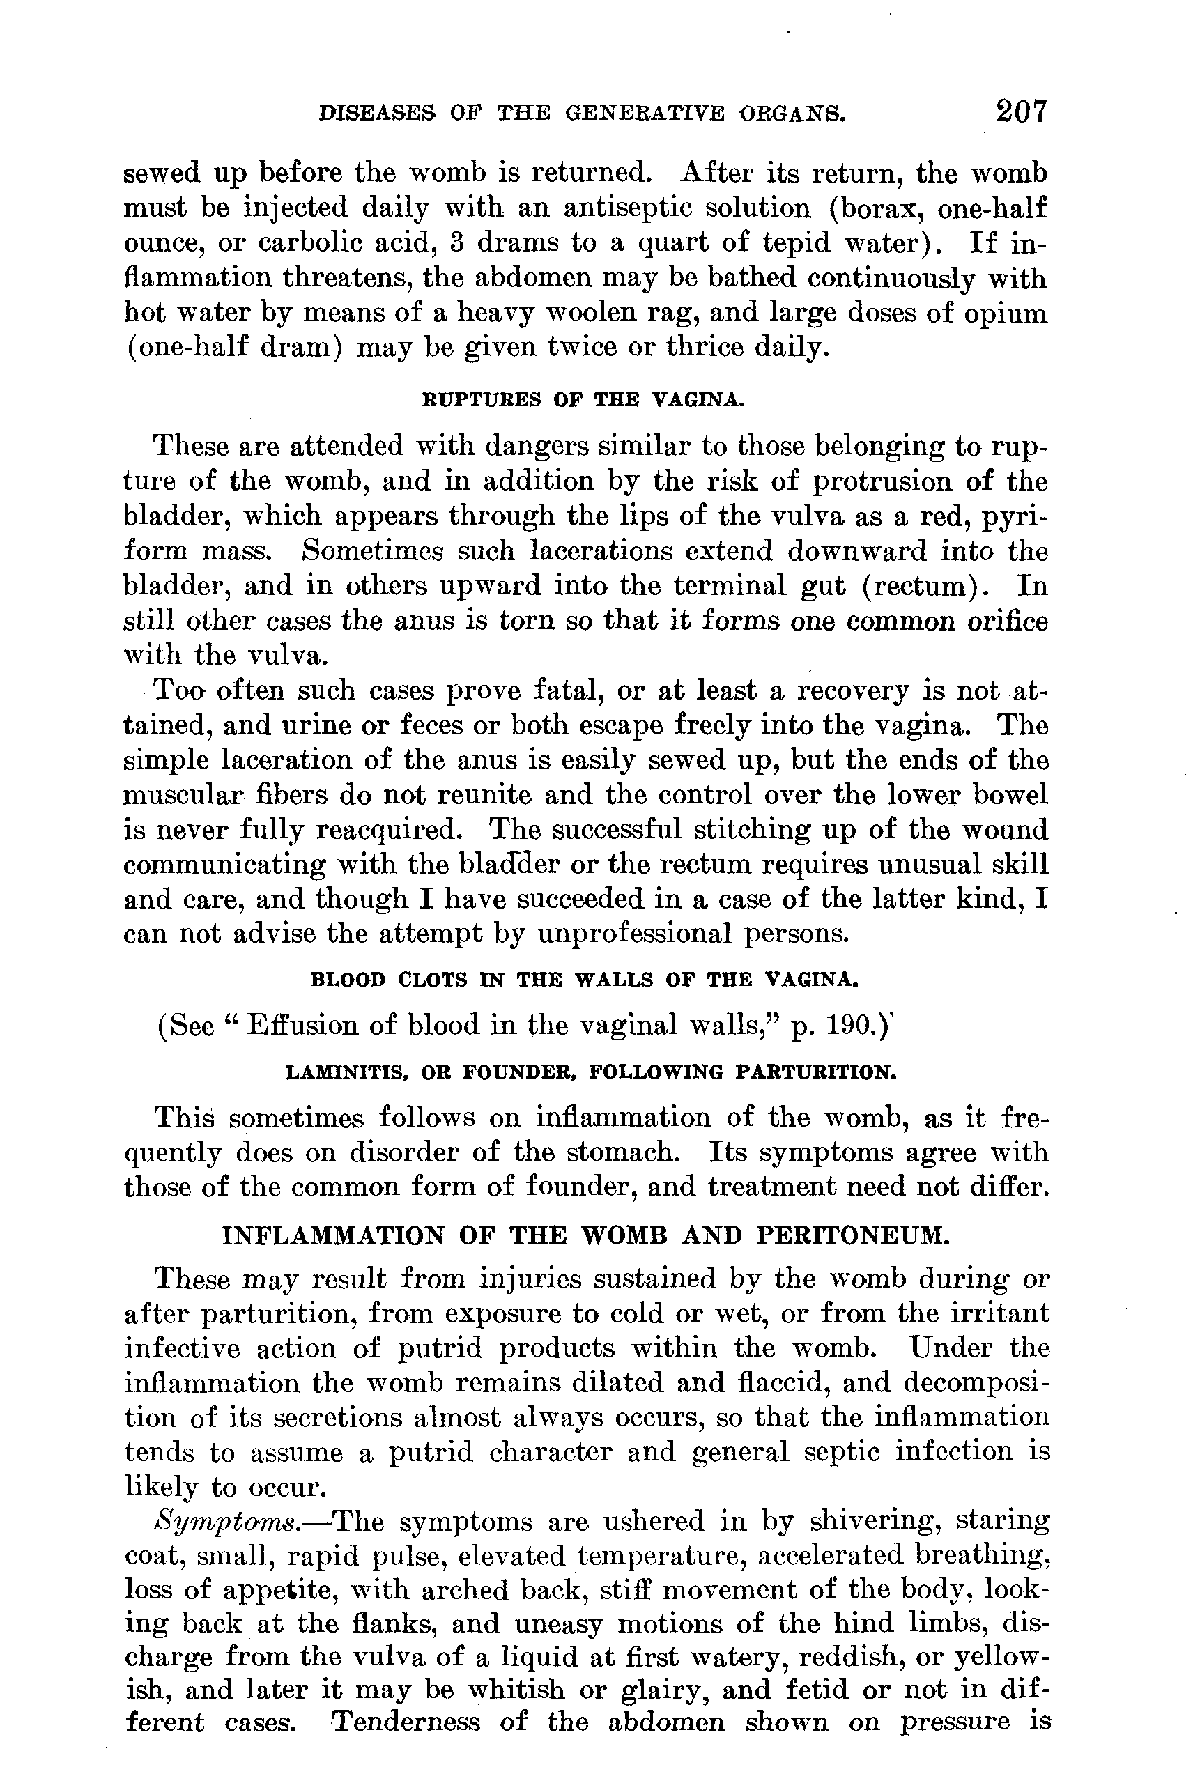 DISEASES OF THE GENERATIVE ORGANS. 207
sewed up before the womb is returned. After its return, the womb
must be injected daily with an antiseptic solution (borax, one-half
ounce, or carbolic acid, 3 drams to a quart of tepid water). If in-
flammation threatens, the abdomen may be bathed continuously with
hot water by means of a heavy woolen rag, and large doses of opium
(one-half dram) may be given twice or thrice daily.
RUPTURES OF THE VAGINA.
These are attended with dangers similar to those belonging to rup-
ture of the womb, and in addition by the risk of protrusion of the
bladder, which appears through the lips of the vulva as a red, pyri-
form mass. Sometimes such lacerations extend downward into the
bladder, and in others upward into the terminal gut (rectum). In
still other cases the anus is torn so that it forms one common orifice
with the vulva.
Too often such cases prove fatal, or at least a recovery is not at-
tained, and urine or feces or both escape freely into the vagina. The
simple laceration of the anus is easily sewed up, but the ends of the
muscular fibers do not reunite and the control over the lower bowel
is never fully reacquired. The successful stitching up of the wound
communicating with the bladder or the rectum requires unusual skill
and care, and though I have succeeded in a case of the latter kind, I
can not advise the attempt by unprofessional persons.
BLOOD CLOTS IN THE WALLS OF THE VAGINA.
(See "Effusion of blood in the vaginal walls," p. 190.)
LAMINITIS, OR FOUNDER, FOLLOWING PARTURITION.
This sometimes follows on inflammation of the womb, as it fre-
quently does on disorder of the stomach. Its symptoms agree with
those of the common form of founder, and treatment need not differ.
INFLAMMATION OF THE WOMB AND PERITONEUM.
These may result from injuries sustained by the womb during or
after parturition, from exposure to cold or wet, or from the irritant
infective action of putrid products within the womb. Under the
inflammation the womb remains dilated and flaccid, and decomposi-
tion of its secretions almost always occurs, so that the inflammation
tends to assume a putrid character and general septic infection is
likely to occur.
Symptoms.—The symptoms are ushered in by shivering, staring
coat, small, rapid pulse, elevated temperature, accelerated breathing,
loss of appetite, with arched back, stiff movement of the body, look-
ing back at the flanks, and uneasy motions of the hind limbs, dis-
charge from the vulva of a liquid at first watery, reddish, or yellow-
ish, and later it may be whitish or glairy, and fetid or not in dif-
ferent cases. Tenderness of the abdomen shown on pressure is